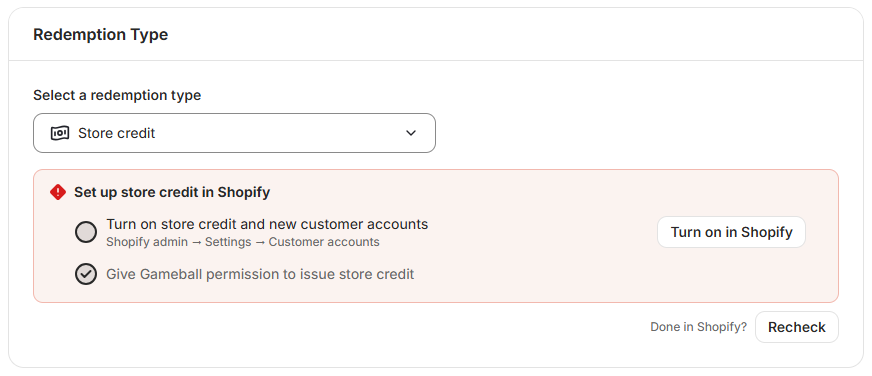 Redemption Type
Select a redemption type
Store credit
Set up store credit in Shopify
Turn on store credit and new customer accounts
Shopify admin → Settings → Customer accounts
Turn on in Shopify
Give Gameball permission to issue store credit
Done in Shopify?
Recheck